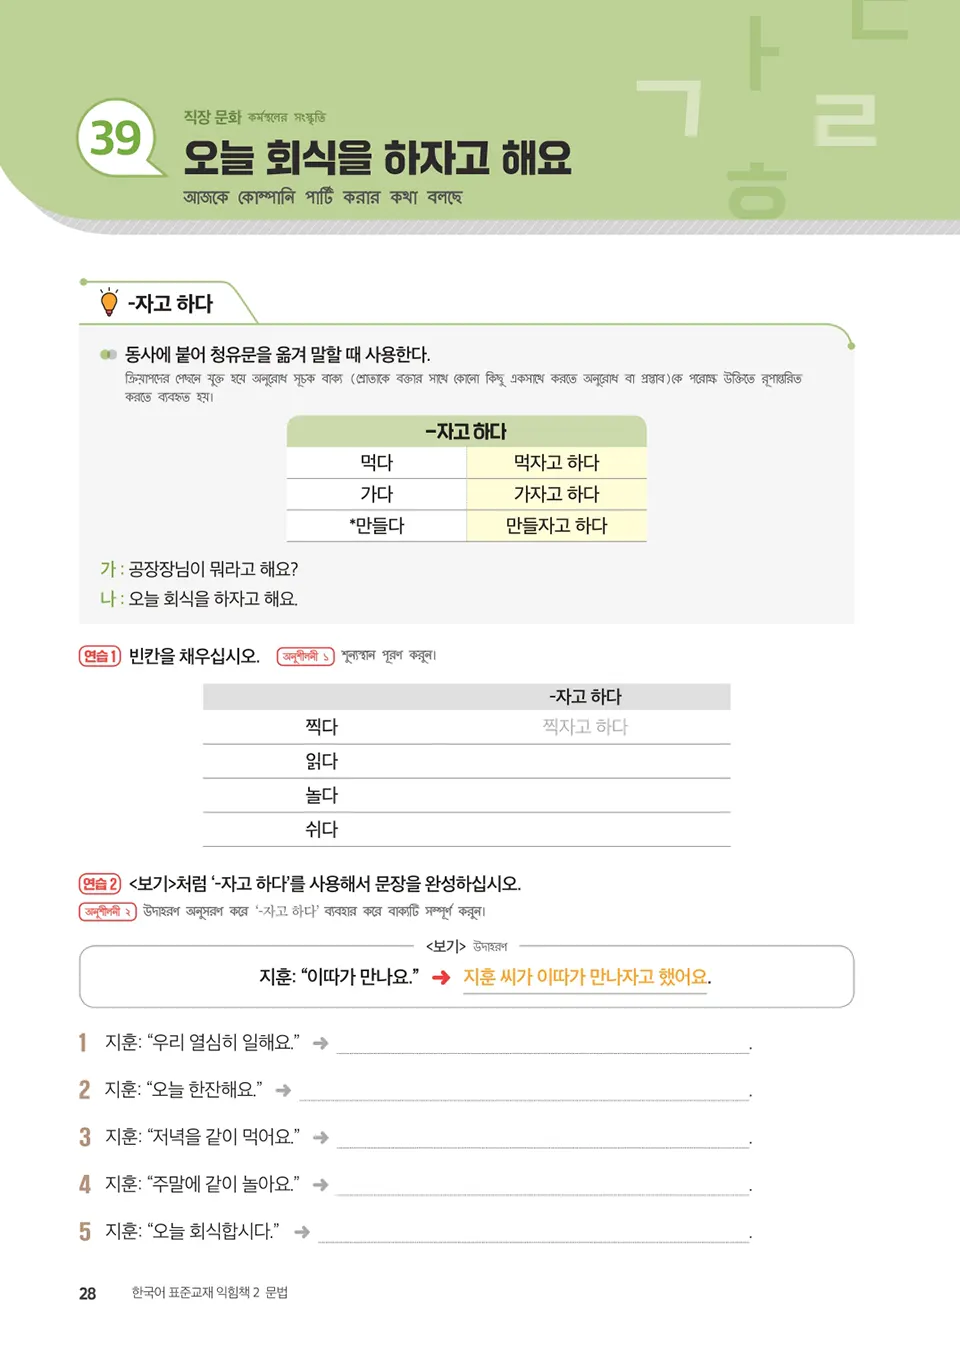 39
직장 문화 কর্মস্থলের সংস্কৃতি
오늘 회식을 하자고 해요
আজকে কোম্পানি পার্টি করার কথা বলছে
ㄱ ㅏ ㄷ ㄹ ㅎ
-자고 하다
동사에 붙어 청유문을 옮겨 말할 때 사용한다.
ক্রিয়াপদের পেছনে যুক্ত হয়ে অনুরোধ সূচক বাক্য (শ্রোতাকে বক্তার সাথে কোনো কিছু একসাথে করতে অনুরোধ বা প্রস্তাব)কে পরোক্ষ উক্তিতে রূপান্তরিত
করতে ব্যবহৃত হয়।
-자고 하다
먹다 먹자고 하다
가다 가자고 하다
*만들다 만들자고 하다
가 : 공장장님이 뭐라고 해요?
나 : 오늘 회식을 하자고 해요.
연습 1 빈칸을 채우십시오. অনুশীলনী ১ শূন্যস্থান পূরণ করুন।
-자고 하다
찍다 찍자고 하다
읽다
놀다
쉬다
연습 2 <보기>처럼 ‘-자고 하다’를 사용해서 문장을 완성하십시오.
অনুশীলনী ২ উদাহরণ অনুসরণ করে ‘-자고 하다’ ব্যবহার করে বাক্যটি সম্পূর্ণ করুন।
<보기> উদাহরণ
지훈: “이따가 만나요.” ➜ 지훈 씨가 이따가 만나자고 했어요.
1 지훈: “우리 열심히 일해요.” ➜ .
2 지훈: “오늘 한잔해요.” ➜ .
3 지훈: “저녁을 같이 먹어요.” ➜ .
4 지훈: “주말에 같이 놀아요.” ➜ .
5 지훈: “오늘 회식합시다.” ➜ .
28 한국어 표준교재 익힘책 2 문법